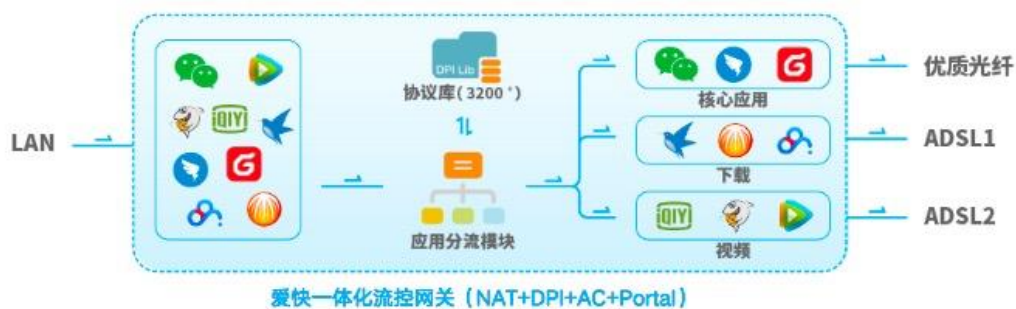 DPI Lib
协议库(3200+)
优质光纤
核心应用
LAN
iQIY
ADSL1
下载
应用分流模块
iQIY
视频
ADSL2
爱快一体化流控网关（NAT+DPI+AC+Portal）